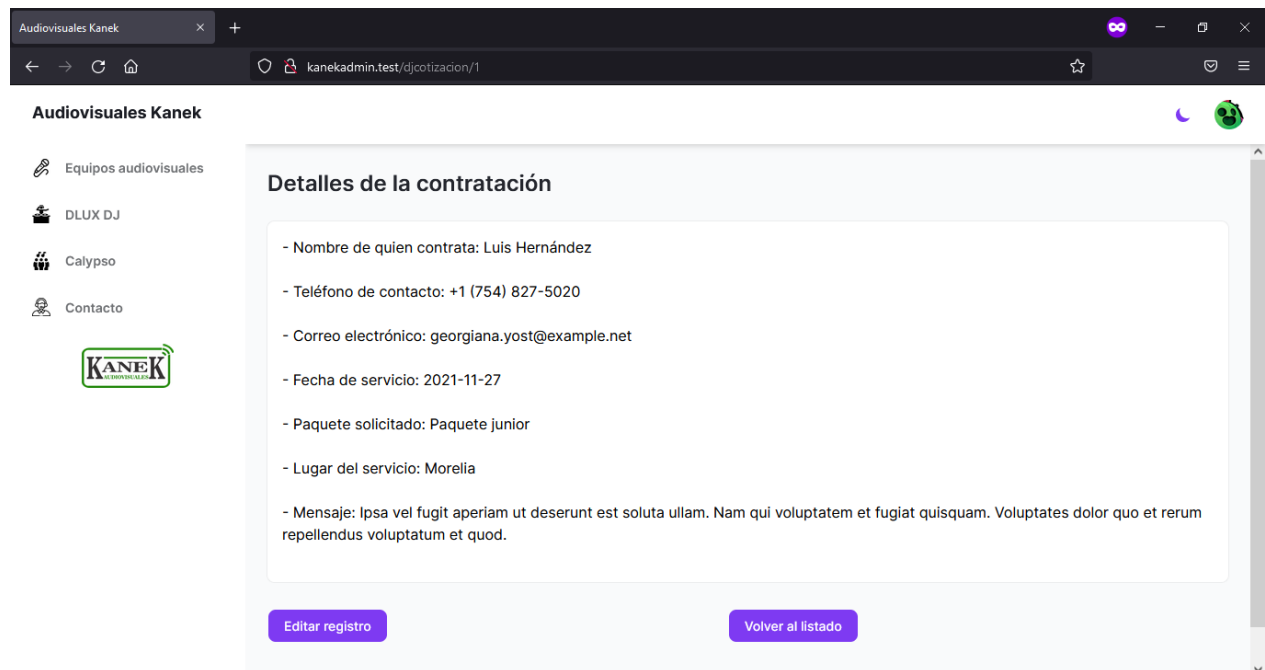 Audiovisuales Kanek
kanekadmin.test/djcotizacion/1
Audiovisuales Kanek
Equipos audiovisuales
DLUX DJ
Calypso
Contacto
KANEK
AUDIOVISUALES
Detalles de la contratación
- Nombre de quien contrata: Luis Hernández
- Teléfono de contacto: +1 (754) 827-5020
- Correo electrónico: georgiana.yost@example.net
- Fecha de servicio: 2021-11-27
- Paquete solicitado: Paquete junior
- Lugar del servicio: Morelia
- Mensaje: Ipsa vel fugit aperiam ut deserunt est soluta ullam. Nam qui voluptatem et fugiat quisquam. Voluptates dolor quo et rerum
repellendus voluptatum et quod.
Editar registro
Volver al listado